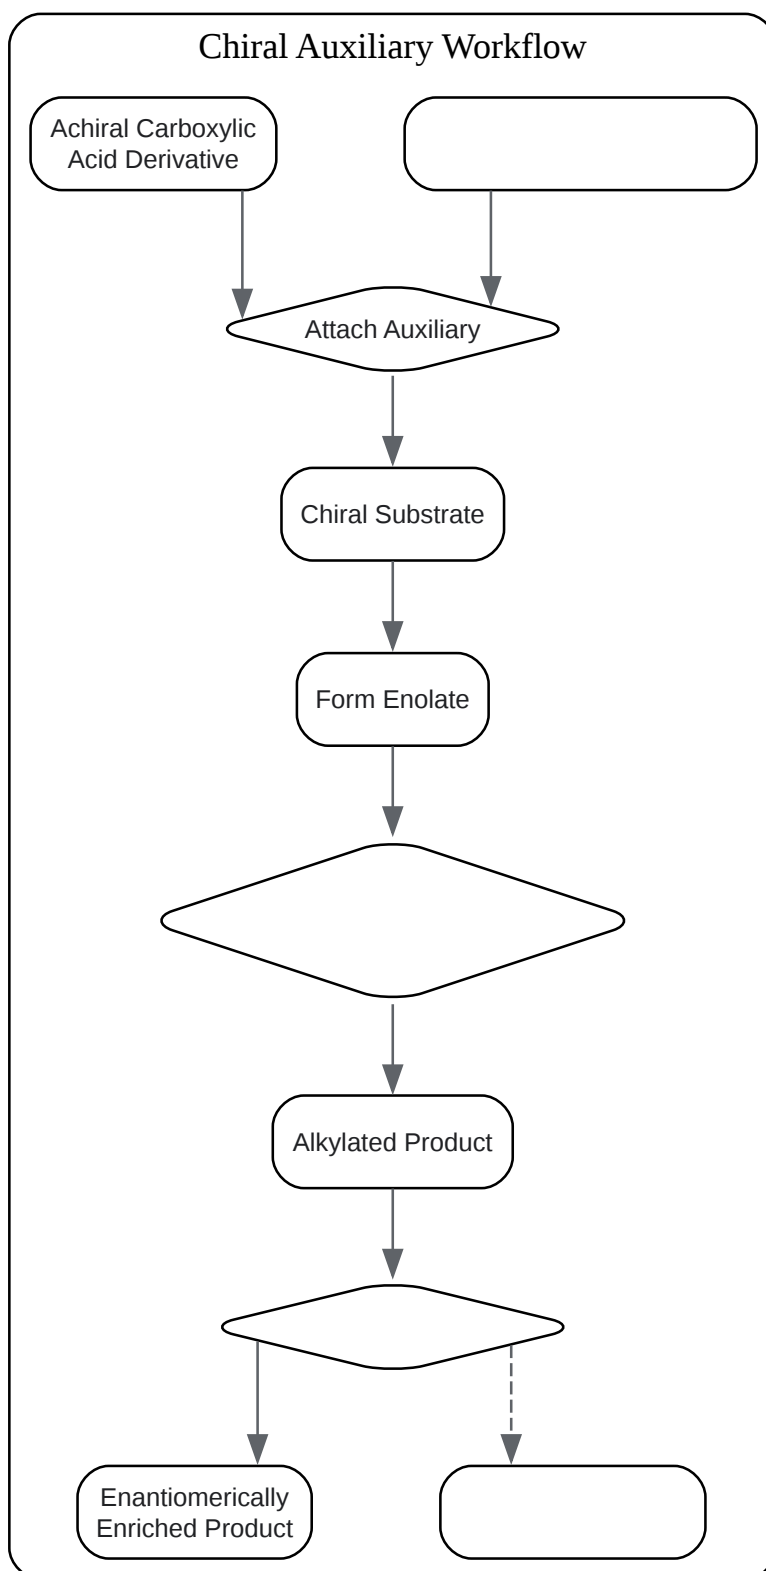 Chiral Auxiliary Workflow
Achiral Carboxylic
Acid Derivative
Attach Auxiliary
Chiral Substrate
Form Enolate
Alkylated Product
Enantiomerically
Enriched Product